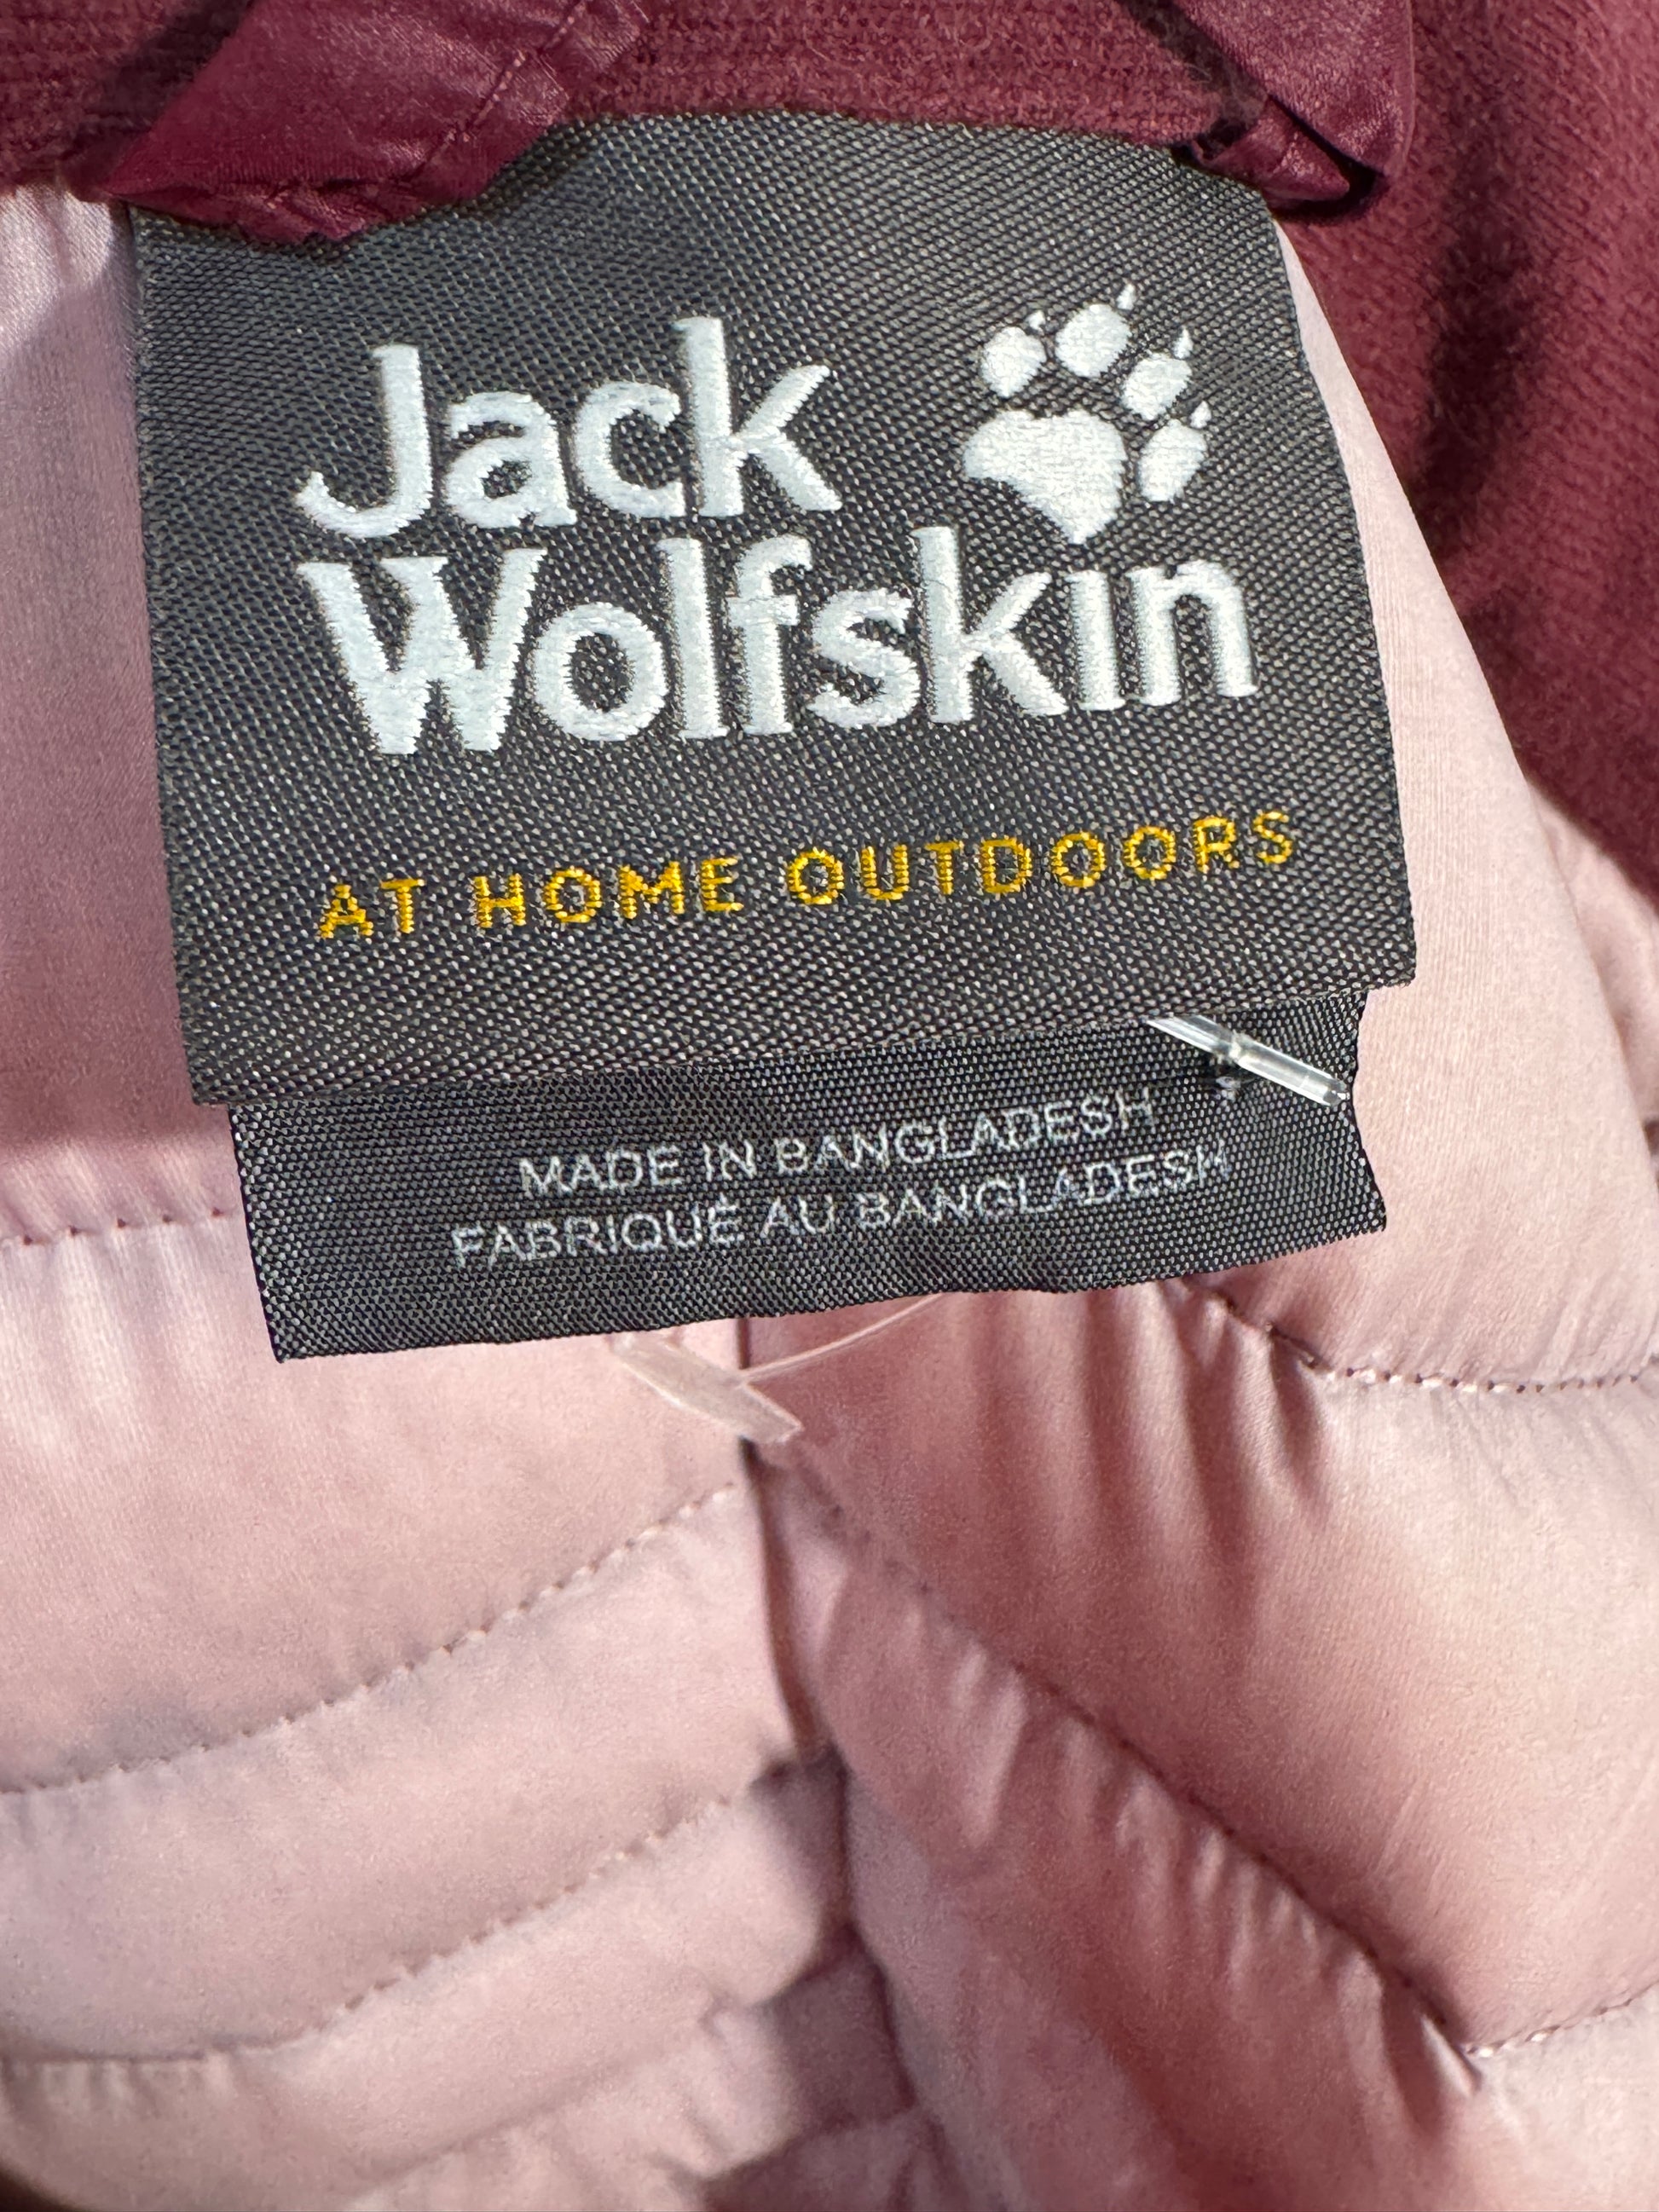 Jack
Wolfskin
AT HOME OUTDOORS
MADE IN BANGLADESH
FABRIQUÉ AU BANGLADESH